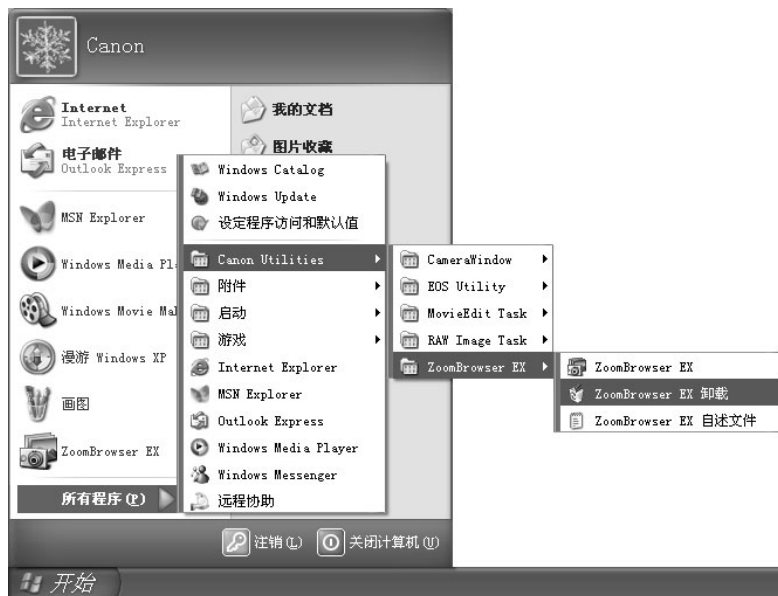 Canon
Internet
Internet Explorer
电子邮件
Outlook Express
MSN Explorer
Windows Media Pl
Windows Movie Mak
漫游 Windows XP
画图
ZoomBrowser EX
所有程序(P)
我的文档
图片收藏
Windows Catalog
Windows Update
设定程序访问和默认值
Canon Utilities
附件
启动
游戏
Internet Explorer
MSN Explorer
Outlook Express
Windows Media Player
Windows Messenger
远程协助
CameraWindow
EOS Utility
MovieEdit Task
RAW Image Task
ZoomBrowser EX
ZoomBrowser EX
ZoomBrowser EX 卸载
ZoomBrowser EX 自述文件
注销(L)
关闭计算机(U)
开始